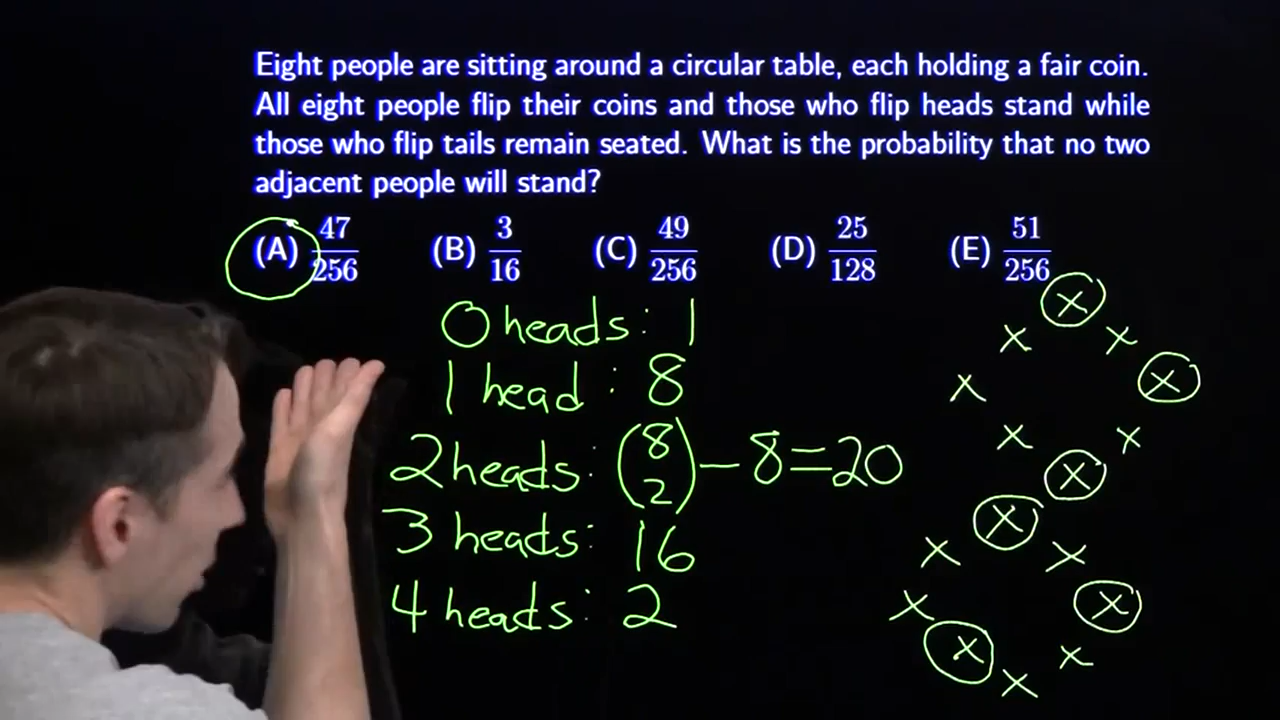 Eight people are sitting around a circular table, each holding a fair coin.
All eight people flip their coins and those who flip heads stand while
those who flip tails remain seated. What is the probability that no two
adjacent people will stand?
(A) 47/256 (B) 3/16 (C) 49/256 (D) 25/128 (E) 51/256
0 heads: 1
1 head : 8
2 heads: (8 2) – 8 = 20
3 heads: 16
4 heads: 2
x
x x
x x
x x
x
x
x x
x x
x x
x